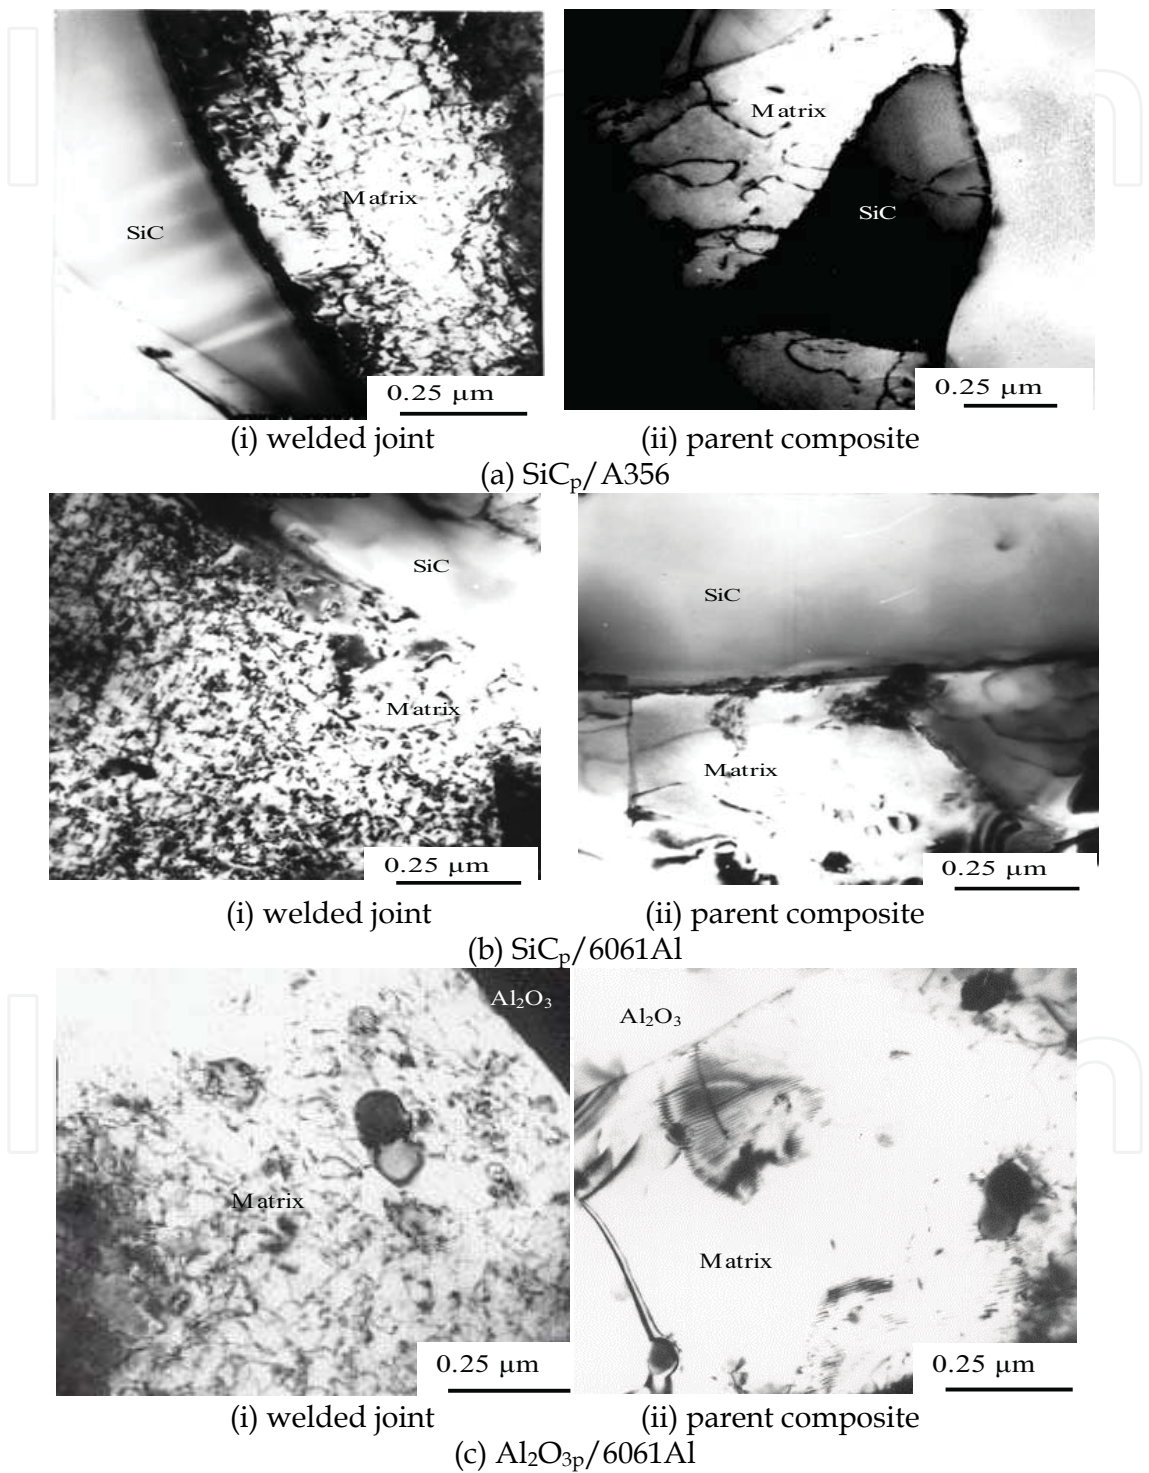 Matrix
SiC
0.25 µm
Matrix
SiC
0.25 µm
(i) welded joint
(ii) parent composite
(a) SiCp/A356
SiC
Matrix
0.25 µm
SiC
Matrix
0.25 µm
(i) welded joint
(ii) parent composite
(b) SiCp/6061Al
Al2O3
Matrix
0.25 µm
Al2O3
Matrix
0.25 µm
(i) welded joint
(ii) parent composite
(c) Al2O3p/6061Al